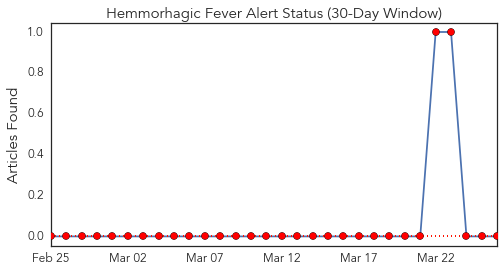 Hemmorhagic Fever Alert Status (30-Day Window)
Articles Found
1.0
0.8
0.6
0.4
0.2
0.0
Feb 25 Mar 02 Mar 07 Mar 12 Mar 17 Mar 22